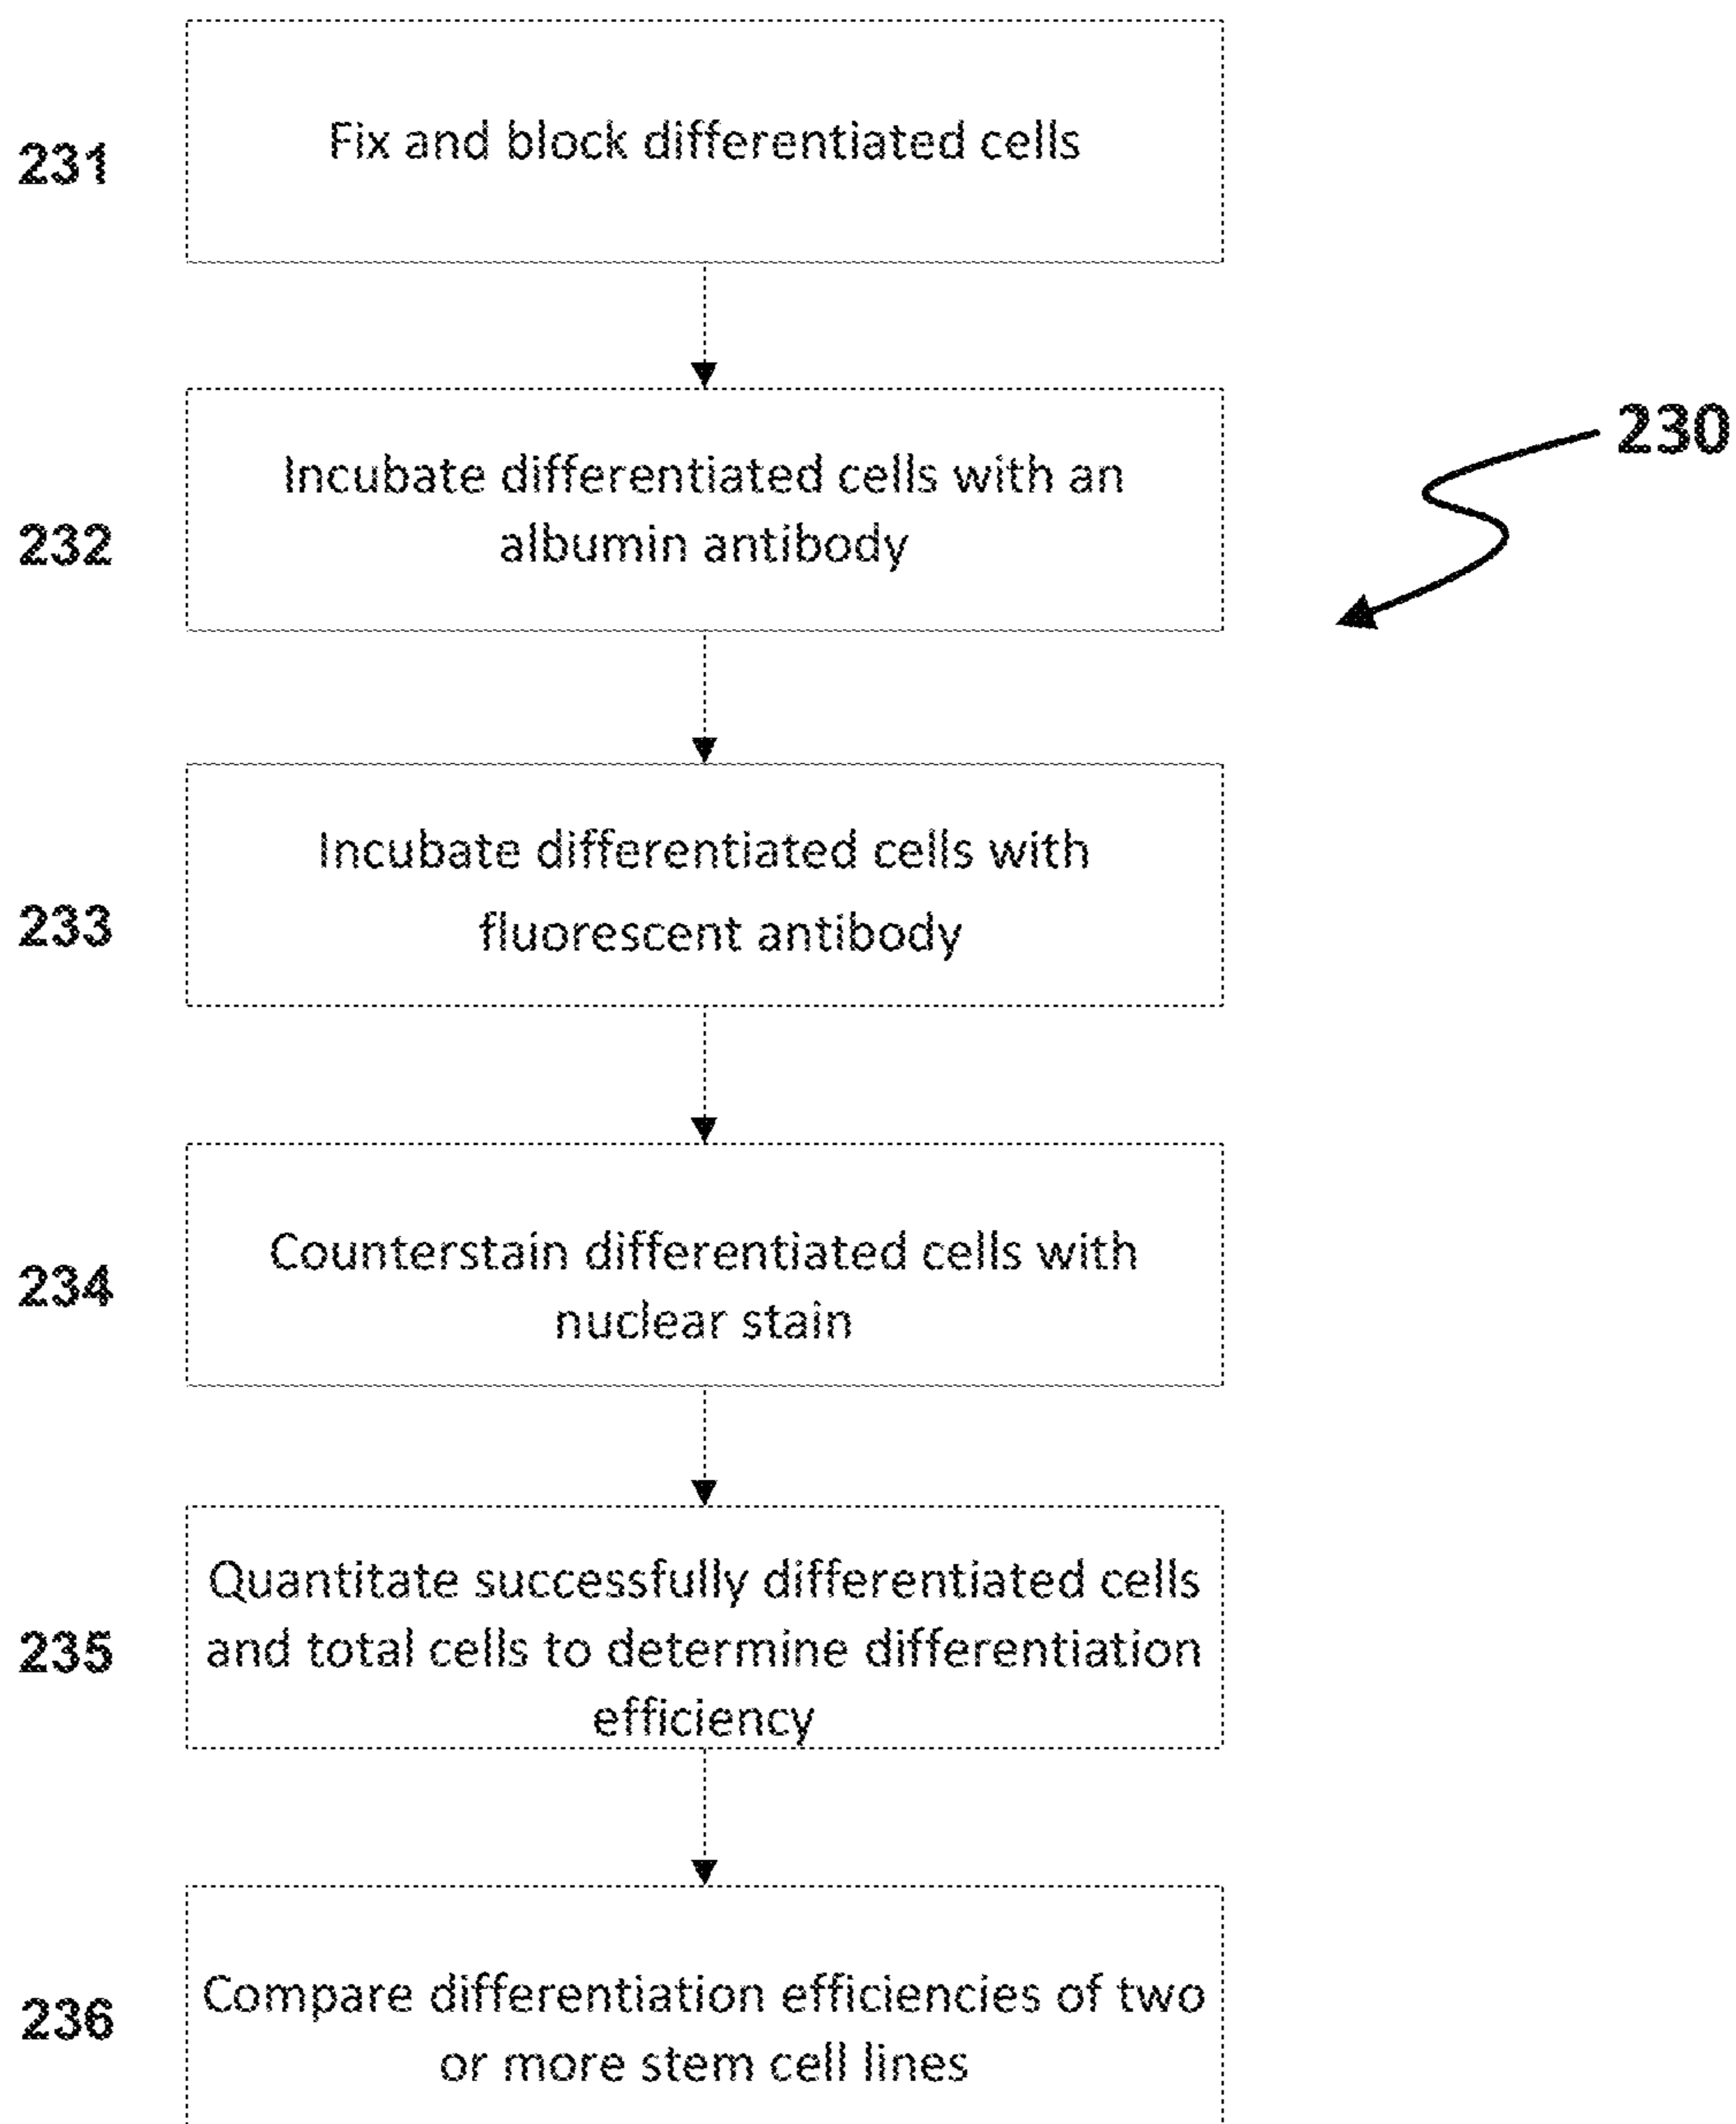 231
Fix and block differentiated cells
232
Incubate differentiated cells with an
albumin antibody
230
233
Incubate differentiated cells with
fluorescent antibody
234
Counterstain differentiated cells with
nuclear stain
235
Quantitate successfully differentiated cells
and total cells to determine differentiation
efficiency
236
Compare differentiation efficiencies of two
or more stem cell lines